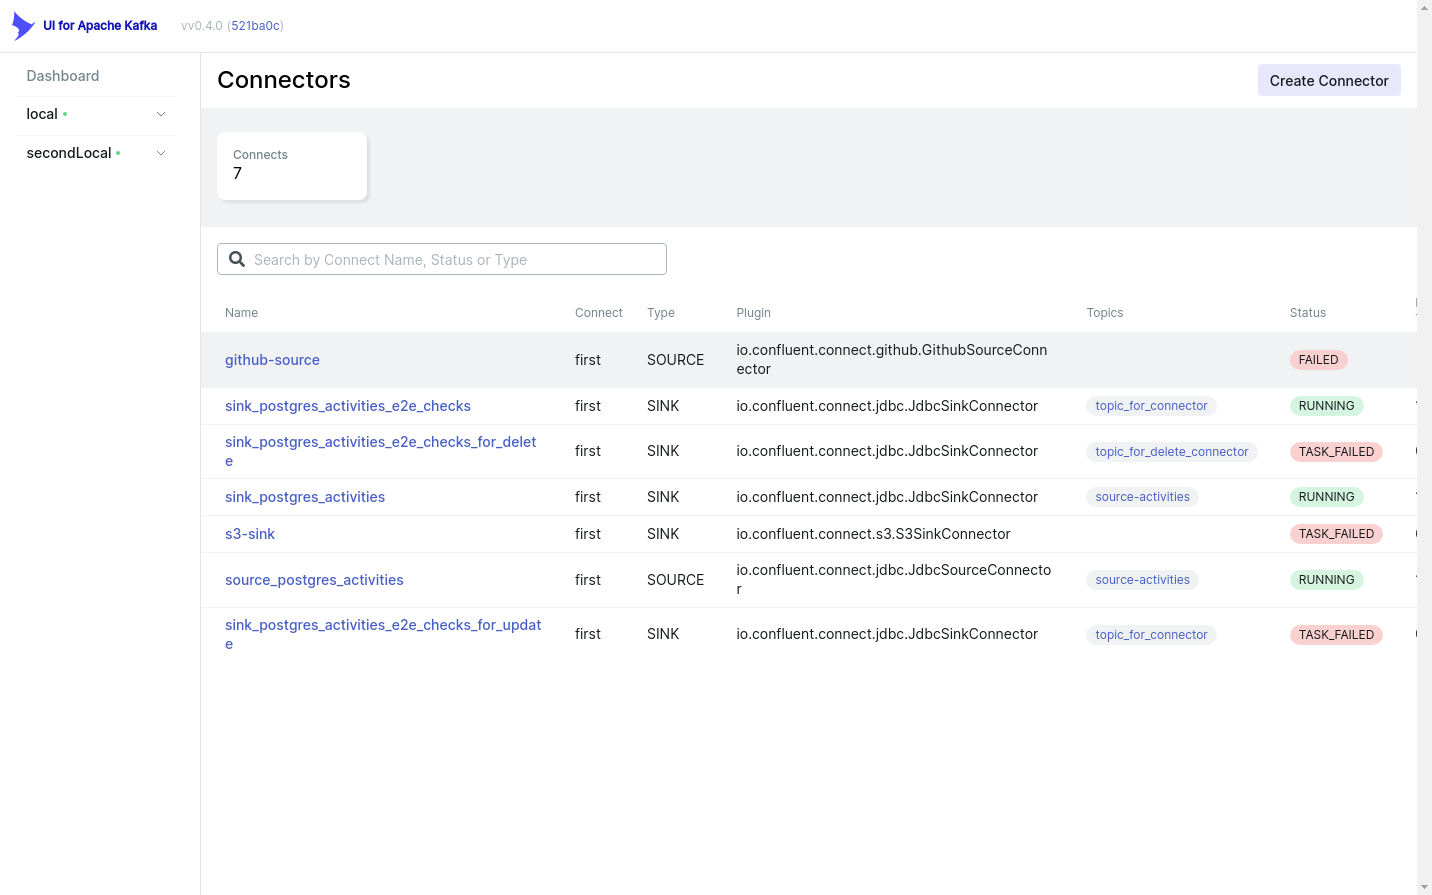 UI for Apache Kafka vv0.4.0 (521ba0c)
Dashboard
local
secondLocal
Connectors
Create Connector
Connects
7
Search by Connect Name, Status or Type
Name Connect Type Plugin Topics Status
github-source first SOURCE io.confluent.connect.github.GithubSourceConn
ector FAILED
sink_postgres_activities_e2e_checks first SINK io.confluent.connect.jdbc.JdbcSinkConnector topic_for_connector RUNNING
sink_postgres_activities_e2e_checks_for_delet
e first SINK io.confluent.connect.jdbc.JdbcSinkConnector topic_for_delete_connector TASK_FAILED
sink_postgres_activities first SINK io.confluent.connect.jdbc.JdbcSinkConnector source-activities RUNNING
s3-sink first SINK io.confluent.connect.s3.S3SinkConnector TASK_FAILED
source_postgres_activities first SOURCE io.confluent.connect.jdbc.JdbcSourceConnecto
r source-activities RUNNING
sink_postgres_activities_e2e_checks_for_updat
e first SINK io.confluent.connect.jdbc.JdbcSinkConnector topic_for_connector TASK_FAILED